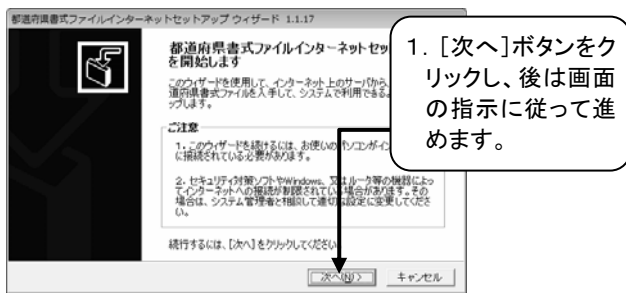 都道府県書式ファイルインターネットセットアップ ウィザード 1.1.17
都道府県書式ファイルインターネットセッ
を開始します
このウィザードを使用して、インターネット上のサーバから、
道府県書式ファイルを入手して、システムで利用できる
ップします。
ご注意
1. このウィザードを続けるには、お使いのパソコンがイン
に接続されている必要があります。
2. セキュリティ対策ソフトやWindows、又はルータ等の機器によっ
てインターネットへの接続が制限されている場合があります。その
場合は、システム管理者と相談して適切な設定に変更してくださ
い。
続行するには、[次へ] をクリックしてください
次へ(N) >
キャンセル
1. [次へ]ボタンをク
リックし、後は画面
の指示に従って進
めます。